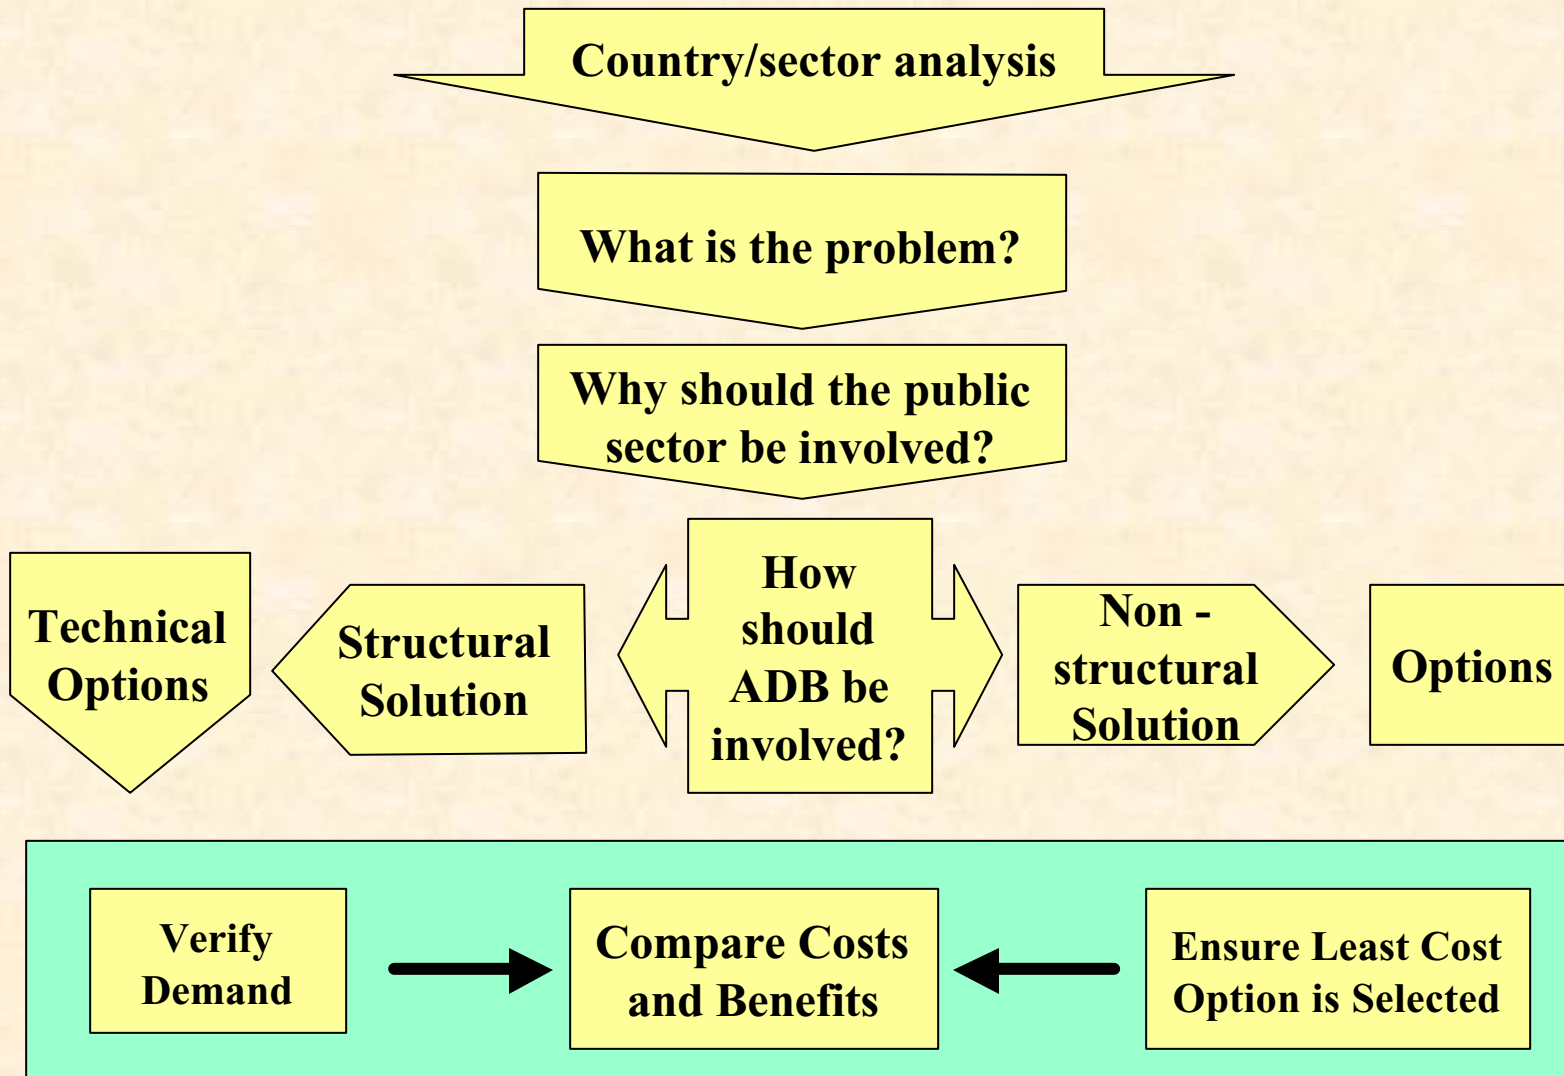 Country/sector analysis
What is the problem?
Why should the public
sector be involved?
Technical
Options
Structural
Solution
How
should
ADB be
involved?
Non -
structural
Solution
Options
Verify
Demand
Compare Costs
and Benefits
Ensure Least Cost
Option is Selected